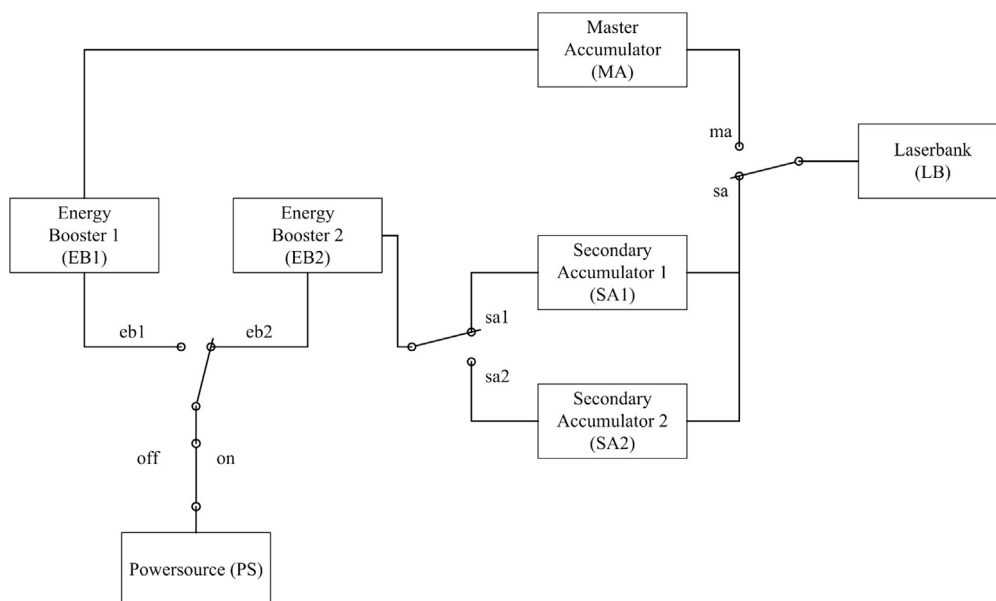 Master
Accumulator
(MA)
ma
Laserbank
(LB)
sa
Energy
Booster 1
(EB1)
Energy
Booster 2
(EB2)
Secondary
Accumulator 1
(SA1)
sa1
eb1
eb2
sa2
Secondary
Accumulator 2
(SA2)
off
on
Powersource (PS)